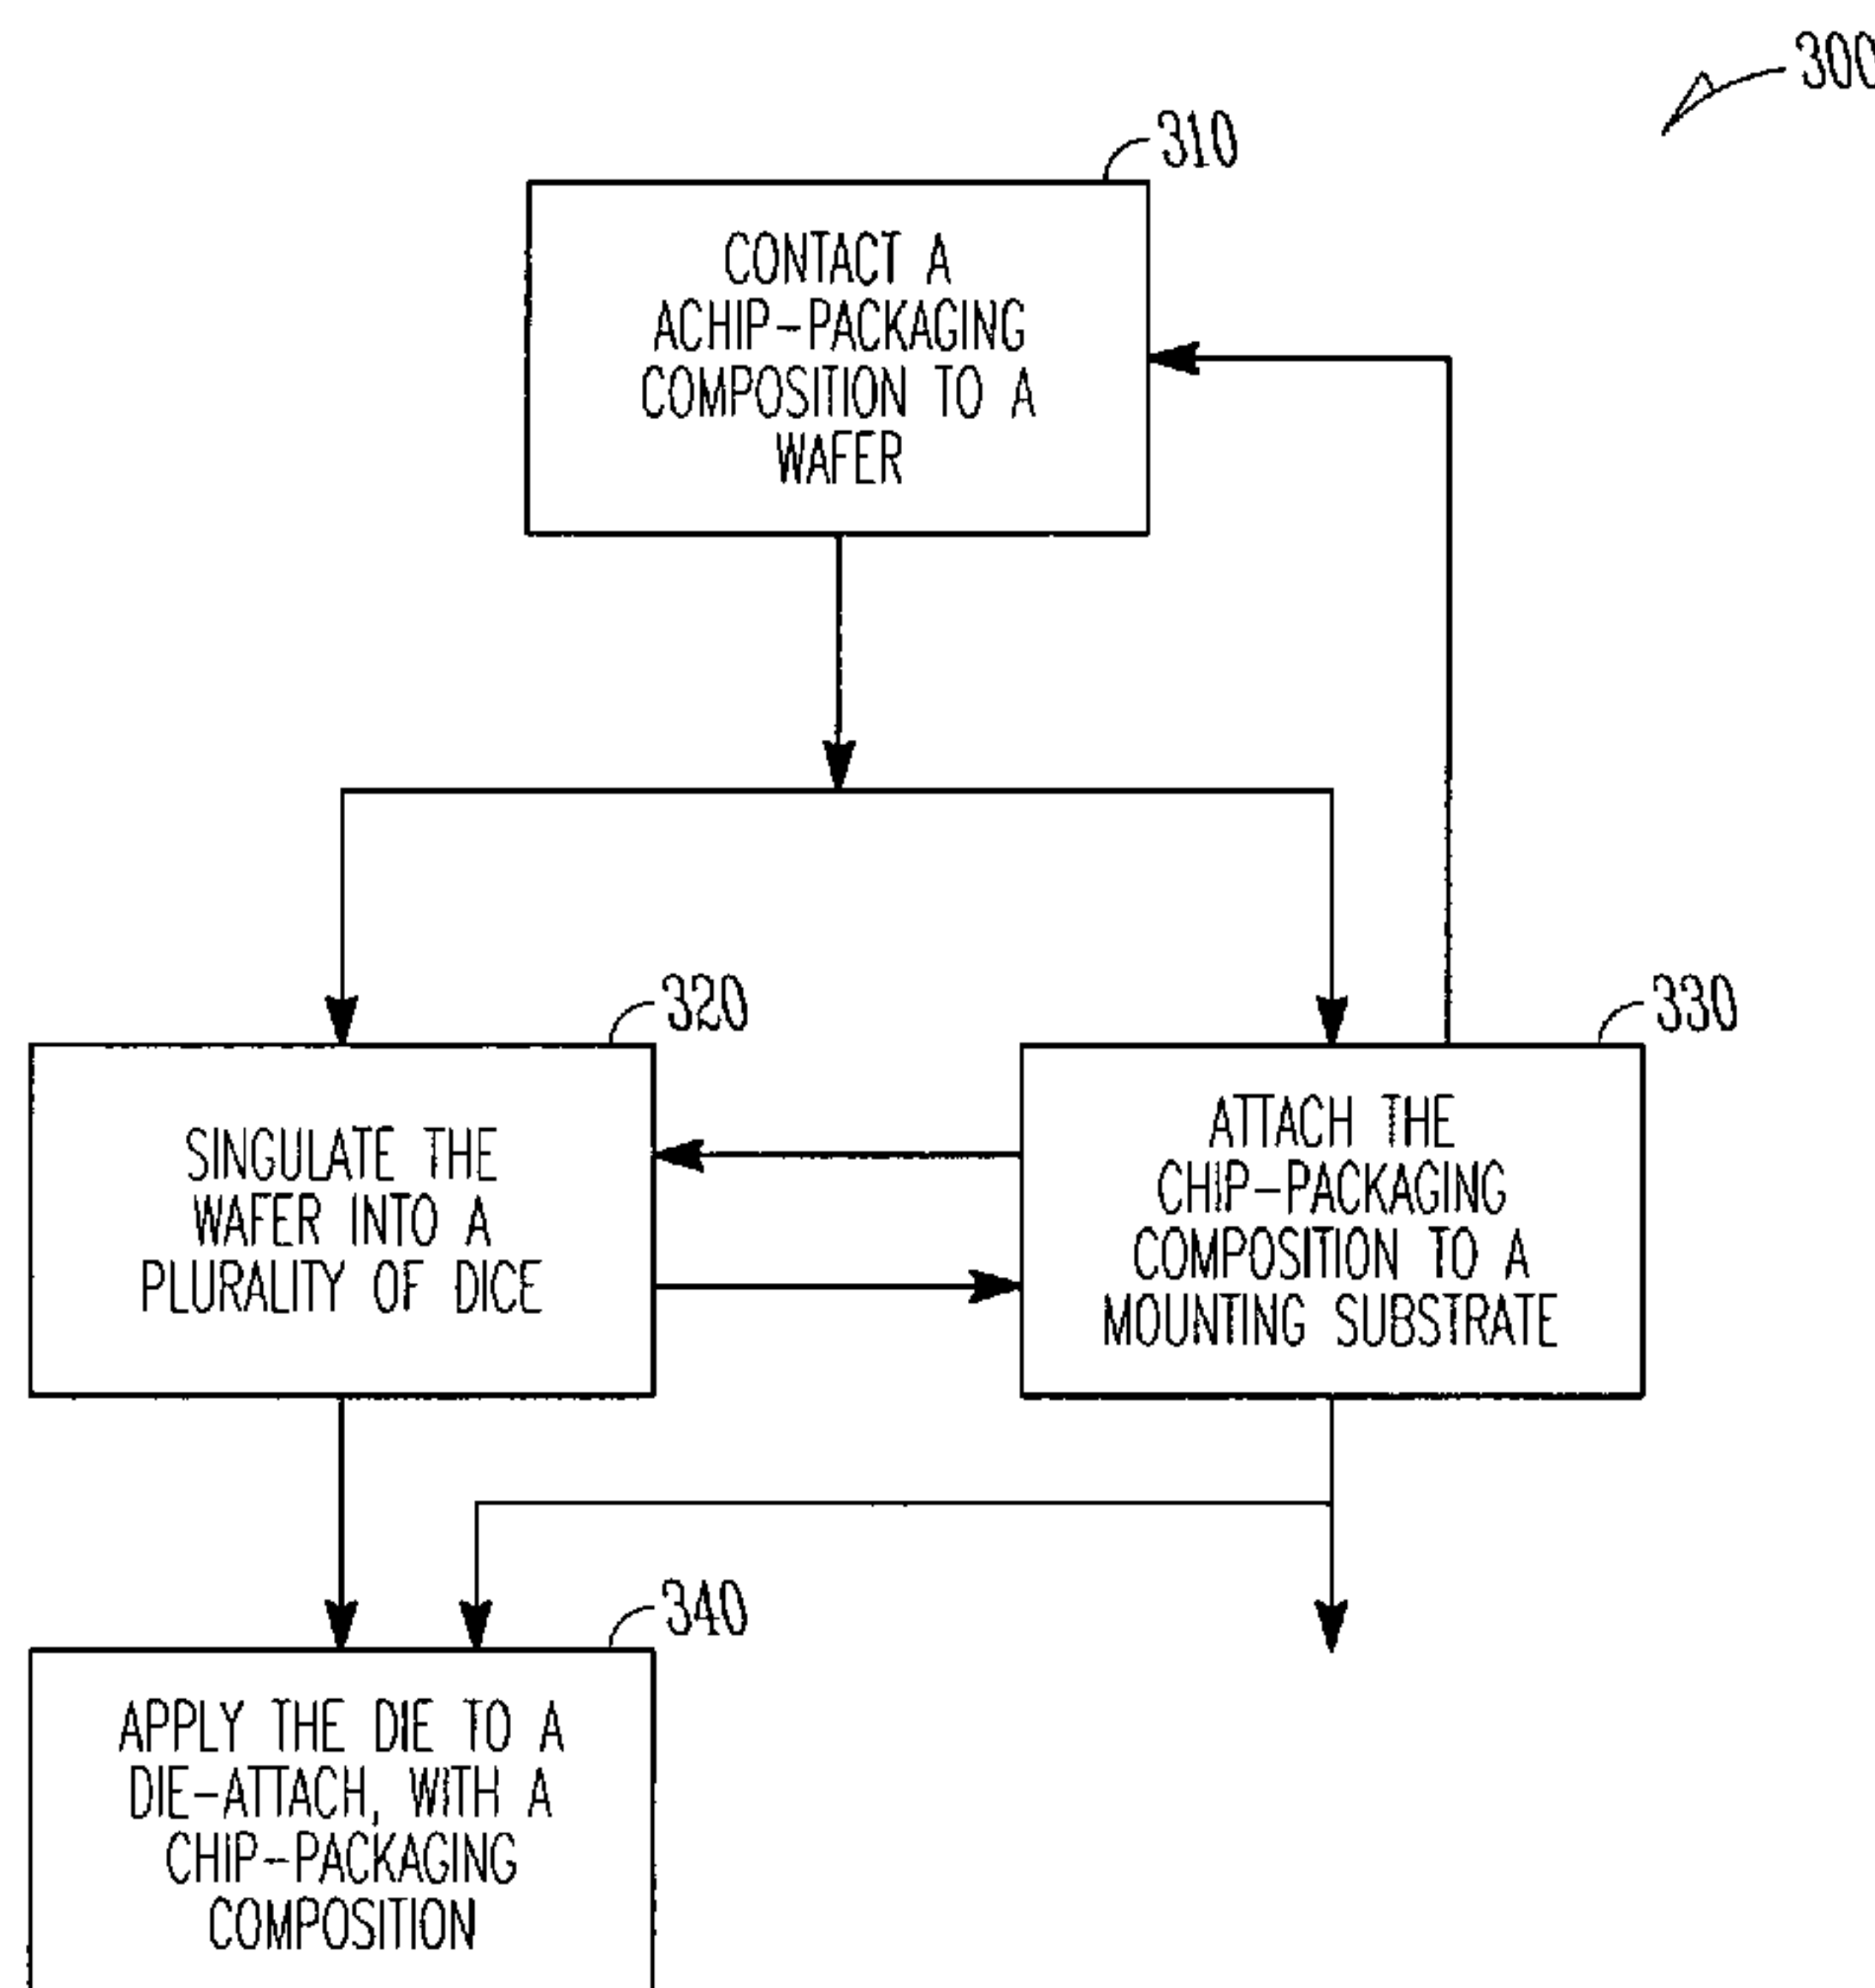 300
310
CONTACT A
ACHIP-PACKAGING
COMPOSITION TO A
WAFER
320
SINGULATE THE
WAFER INTO A
PLURALITY OF DICE
330
ATTACH THE
CHIP-PACKAGING
COMPOSITION TO A
MOUNTING SUBSTRATE
340
APPLY THE DIE TO A
DIE-ATTACH, WITH A
CHIP-PACKAGING
COMPOSITION